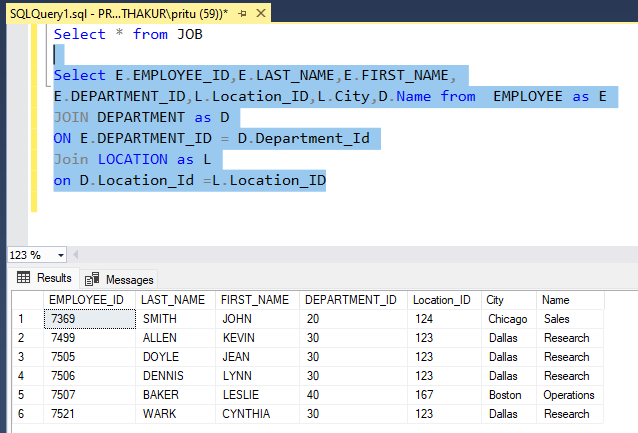 SQLQuery1.sql - PR...THAKUR\pritu (59))*
Select * from JOB
Select E.EMPLOYEE_ID,E.LAST_NAME,E.FIRST_NAME,
E.DEPARTMENT_ID,L.Location_ID,L.City,D.Name from  EMPLOYEE as E
JOIN DEPARTMENT as D
ON E.DEPARTMENT_ID = D.Department_Id
Join LOCATION as L
on D.Location_Id =L.Location_ID
123 %
Results Messages
EMPLOYEE_ID LAST_NAME FIRST_NAME DEPARTMENT_ID Location_ID City Name
1 7369 SMITH JOHN 20 124 Chicago Sales
2 7499 ALLEN KEVIN 30 123 Dallas Research
3 7505 DOYLE JEAN 30 123 Dallas Research
4 7506 DENNIS LYNN 30 123 Dallas Research
5 7507 BAKER LESLIE 40 167 Boston Operations
6 7521 WARK CYNTHIA 30 123 Dallas Research